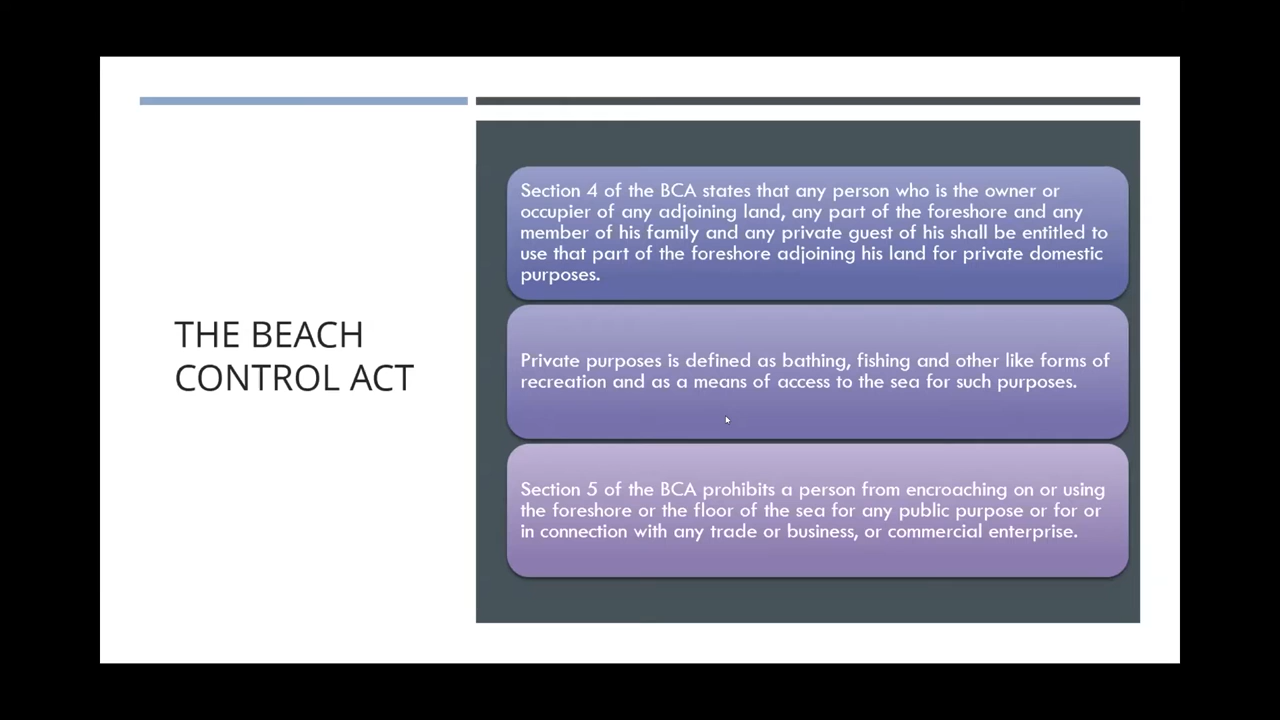 THE BEACH
CONTROL ACT
Section 4 of the BCA states that any person who is the owner or
occupier of any adjoining land, any part of the foreshore and any
member of his family and any private guest of his shall be entitled to
use that part of the foreshore adjoining his land for private domestic
purposes.
Private purposes is defined as bathing, fishing and other like forms of
recreation and as a means of access to the sea for such purposes.
Section 5 of the BCA prohibits a person from encroaching on or using
the foreshore or the floor of the sea for any public purpose or for or
in connection with any trade or business, or commercial enterprise.